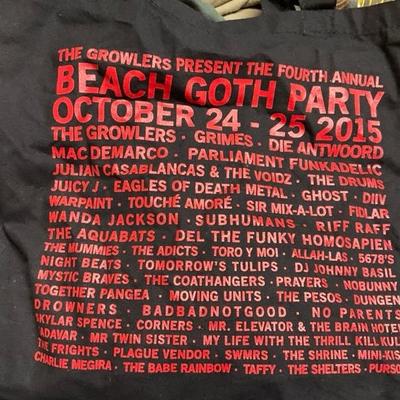 THE GROWLERS PRESENT THE FOURTH ANNUAL
BEACH GOTH PARTY
OCTOBER 24 - 25 2015
THE GROWLERS · GRIMES · DIE ANTWOORD
MAC DEMARCO · PARLIAMENT FUNKADELIC
JULIAN CASABLANCAS & THE VOIDZ · THE DRUMS
JUICY J · EAGLES OF DEATH METAL · GHOST · DIIV
WARPAINT · TOUCHÉ AMORÉ · SIR MIX-A-LOT · FIDLAR
WANDA JACKSON · SUBHUMANS · RIFF RAFF
THE AQUABATS · DEL THE FUNKY HOMOSAPIEN
THE MUMMIES · THE ADICTS · TORO Y MOI · ALLAH-LAS · 5678'S
NIGHT BEATS · TOMORROW'S TULIPS · DJ JOHNNY BASIL
MYSTIC BRAVES · THE COATHANGERS · PRAYERS · NOBUNNY
TOGETHER PANGEA · MOVING UNITS · THE PESOS · DUNGEN
DROWNERS · BADBADNOTGOOD · NO PARENTS
SKYLAR SPENCE · CORNERS · MR. ELEVATOR & THE BRAIN HOTEL
KADAVAR · MR TWIN SISTER · MY LIFE WITH THE THRILL KILL KUL
THE FRIGHTS · PLAGUE VENDOR · SWMRS · THE SHRINE · MINI-KIS
CHARLIE MEGIRA · THE BABE RAINBOW · TAFFY · THE SHELTERS · PURSO